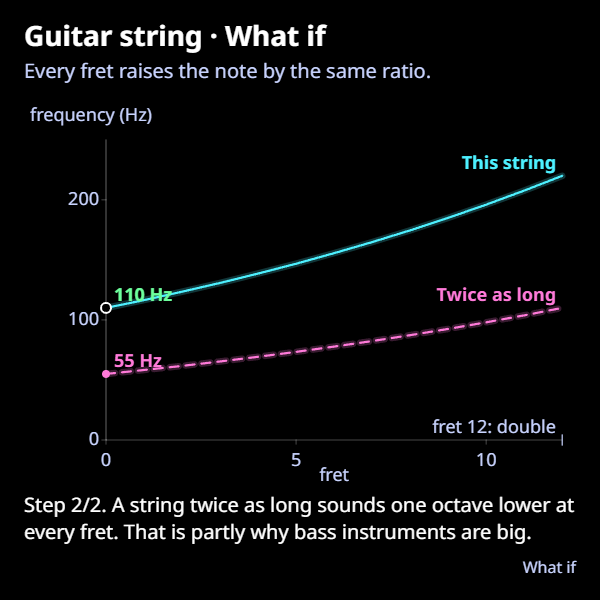 Guitar string · What if
Every fret raises the note by the same ratio.
frequency (Hz)
This string
200
110 Hz
Twice as long
100
55 Hz
fret 12: double
0
0
5
10
fret
Step 2/2. A string twice as long sounds one octave lower at
every fret. That is partly why bass instruments are big.
What if